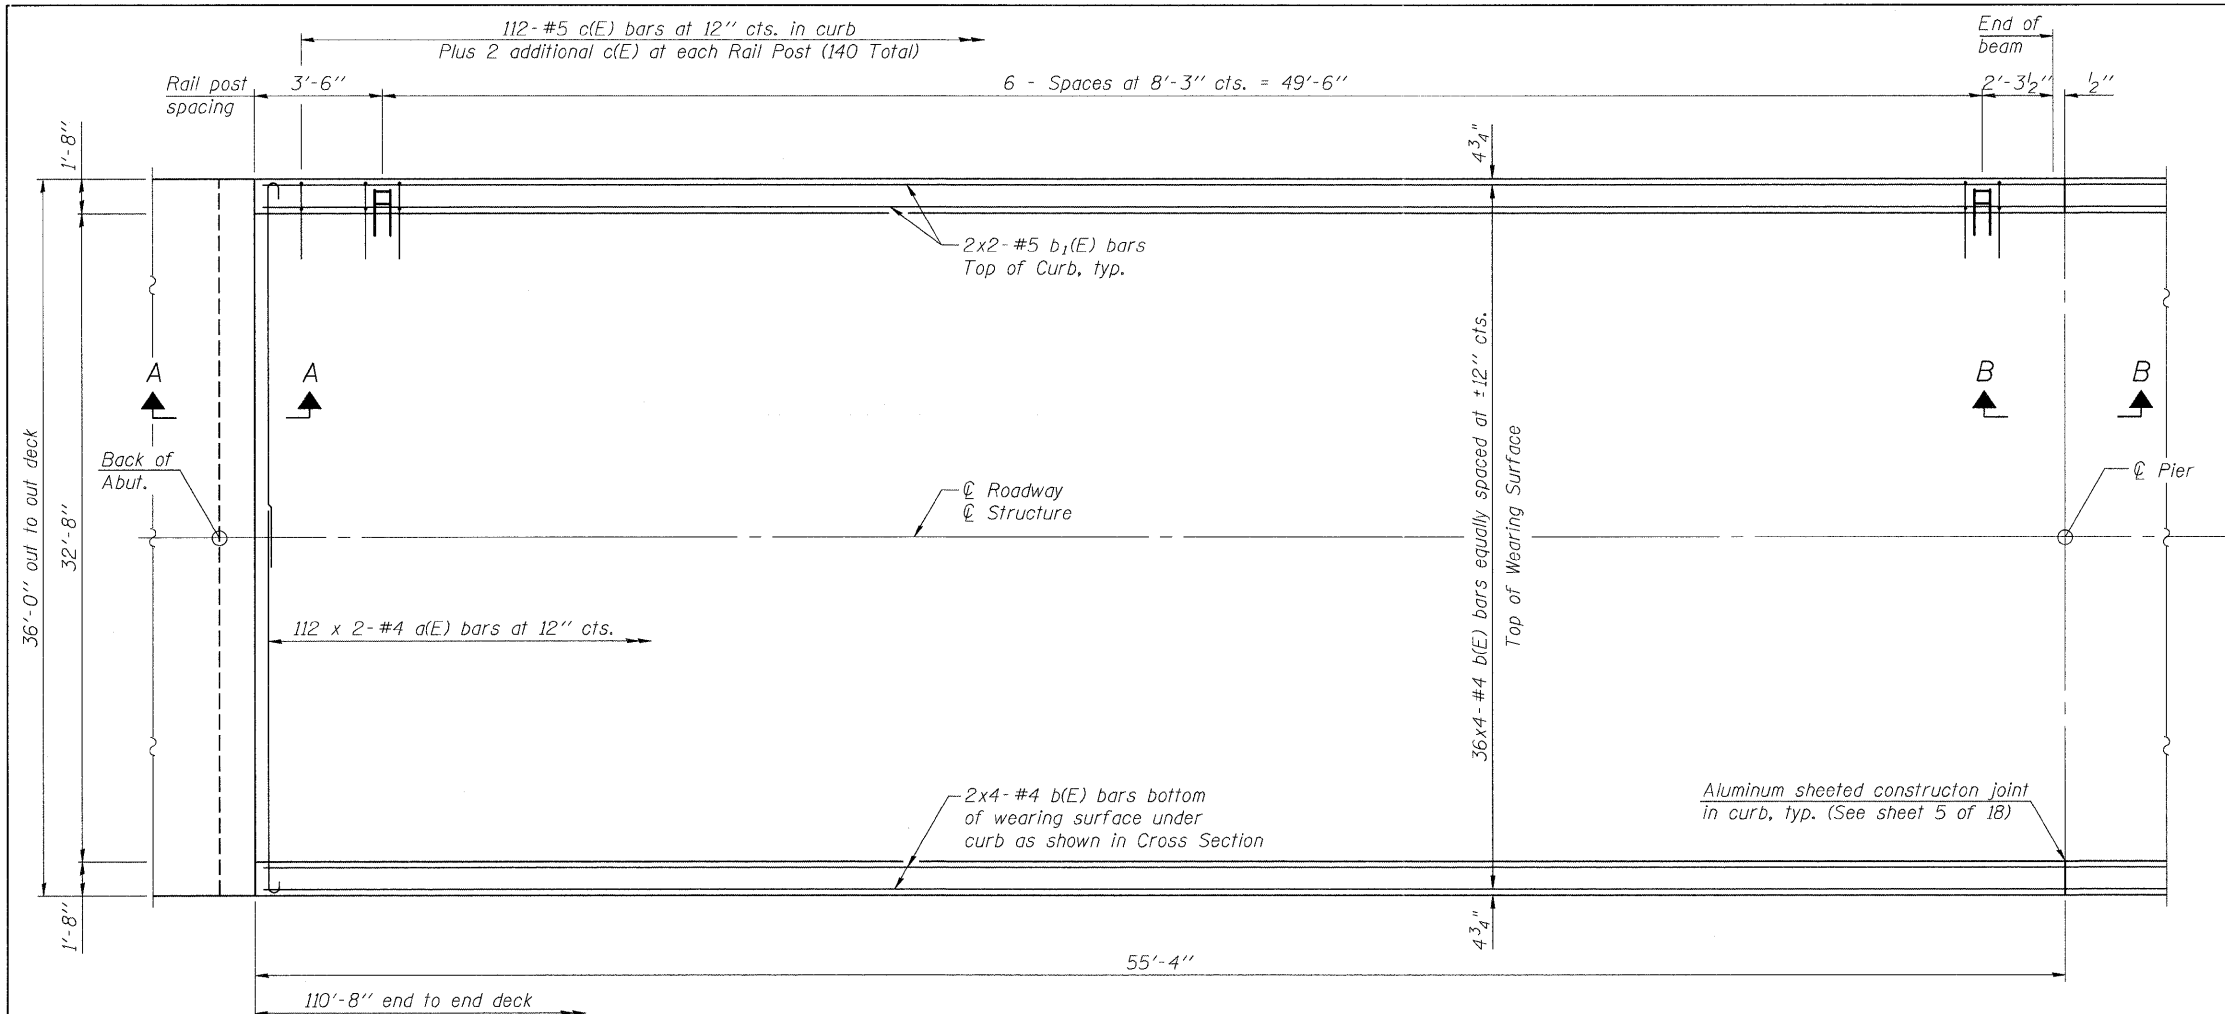 112-#5 c(E) bars at 12'' cts. in curb
Plus 2 additional c(E) at each Rail Post (140 Total)
End of
beam
Rail post
spacing
3'-6''
6 - Spaces at 8'-3'' cts. = 49'-6''
2'-3½''
½''
1'-8''
4¾"
2x2-#5 b₁(E) bars
Top of Curb, typ.
A
A
B
B
36'-0'' out to out deck
32'-8''
Back of
Abut.
℄ Roadway
℄ Structure
36x4-#4 b(E) bars equally spaced at ±12'' cts.
Top of Wearing Surface
℄ Pier
112 x 2-#4 a(E) bars at 12'' cts.
2x4-#4 b(E) bars bottom
of wearing surface under
curb as shown in Cross Section
Aluminum sheeted constructon joint
in curb, typ. (See sheet 5 of 18)
1'-8''
4¾"
55'-4''
110'-8'' end to end deck